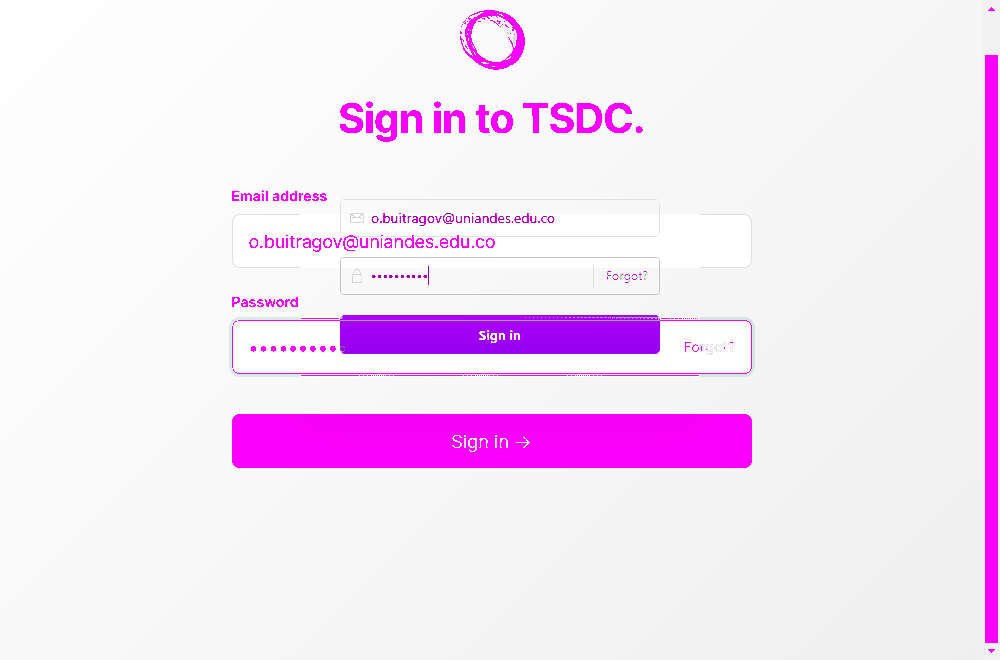 Sign in to TSDC.
Email address
o.buitragov@uniandes.edu.co
o.buitragov@uniandes.edu.co
••••••••••
Forgot?
Password
Sign in
•••••••••
Forgot?
Sign in →